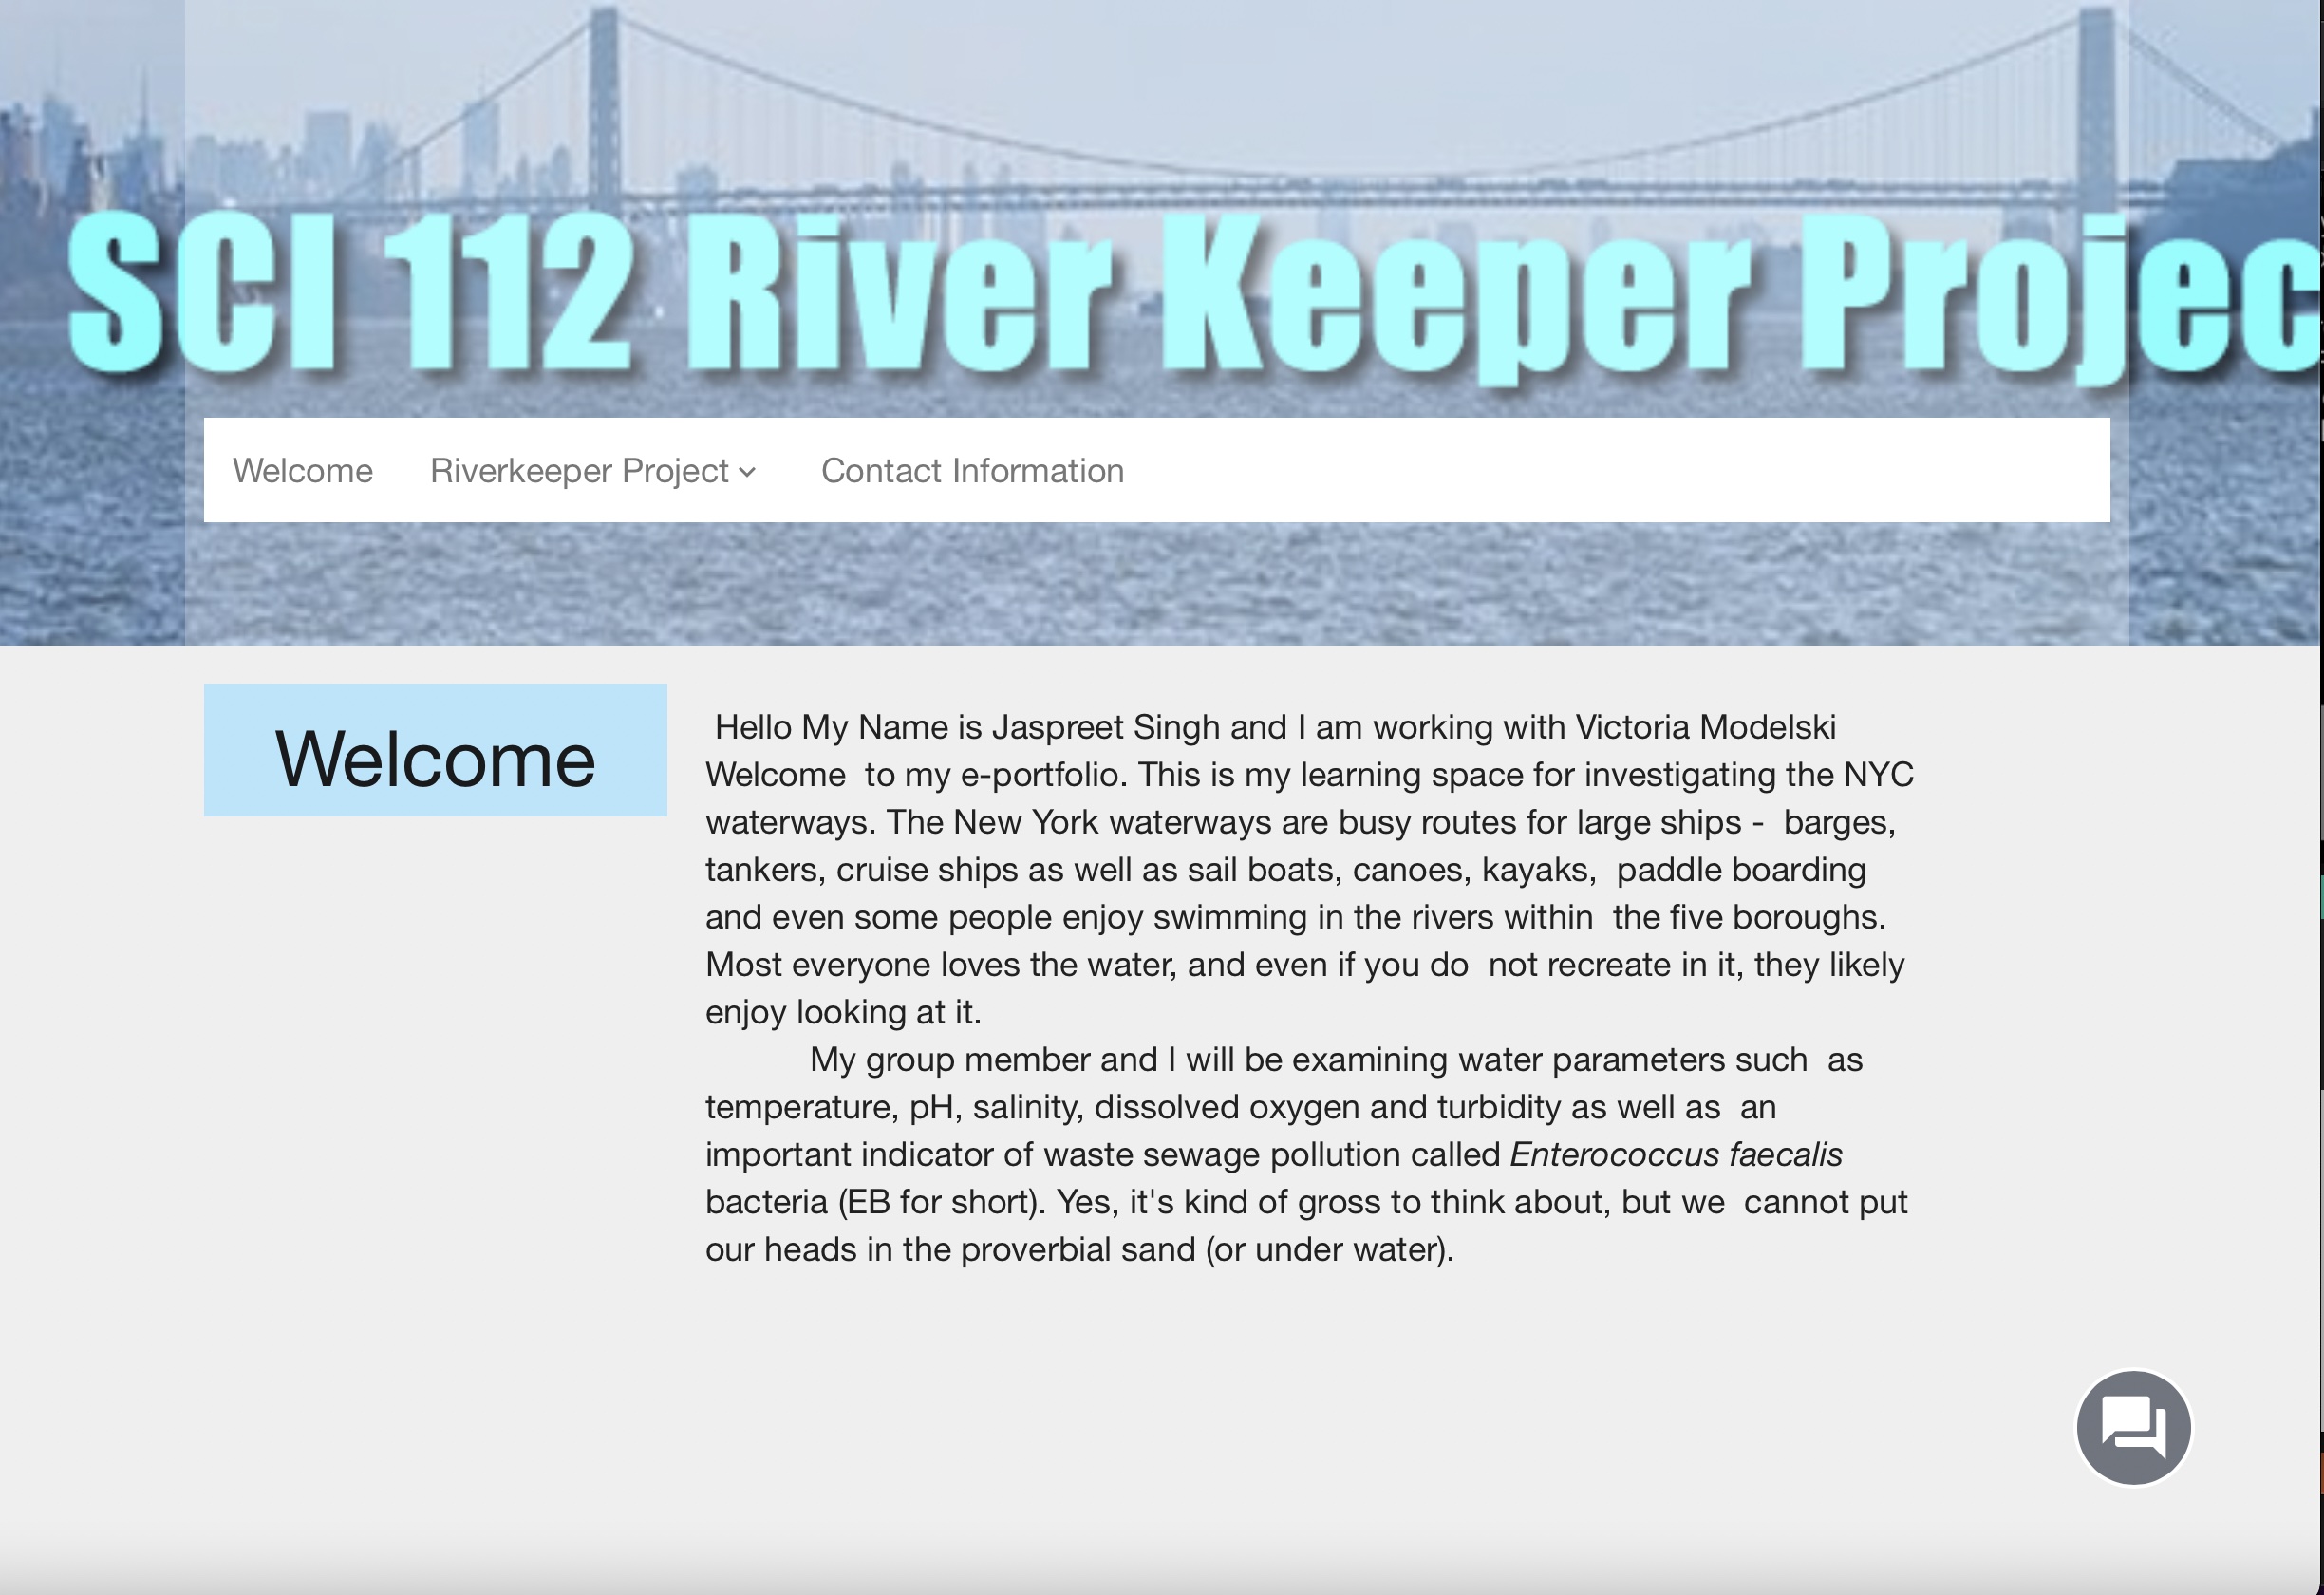 SCI 112 River Keeper Projec
Welcome Riverkeeper Project Contact Information
Welcome
Hello My Name is Jaspreet Singh and I am working with Victoria Modelski
Welcome  to my e-portfolio. This is my learning space for investigating the NYC
waterways. The New York waterways are busy routes for large ships -  barges,
tankers, cruise ships as well as sail boats, canoes, kayaks,  paddle boarding
and even some people enjoy swimming in the rivers within  the five boroughs.
Most everyone loves the water, and even if you do  not recreate in it, they likely
enjoy looking at it.
My group member and I will be examining water parameters such  as
temperature, pH, salinity, dissolved oxygen and turbidity as well as  an
important indicator of waste sewage pollution called Enterococcus faecalis
bacteria (EB for short). Yes, it's kind of gross to think about, but we  cannot put
our heads in the proverbial sand (or under water).